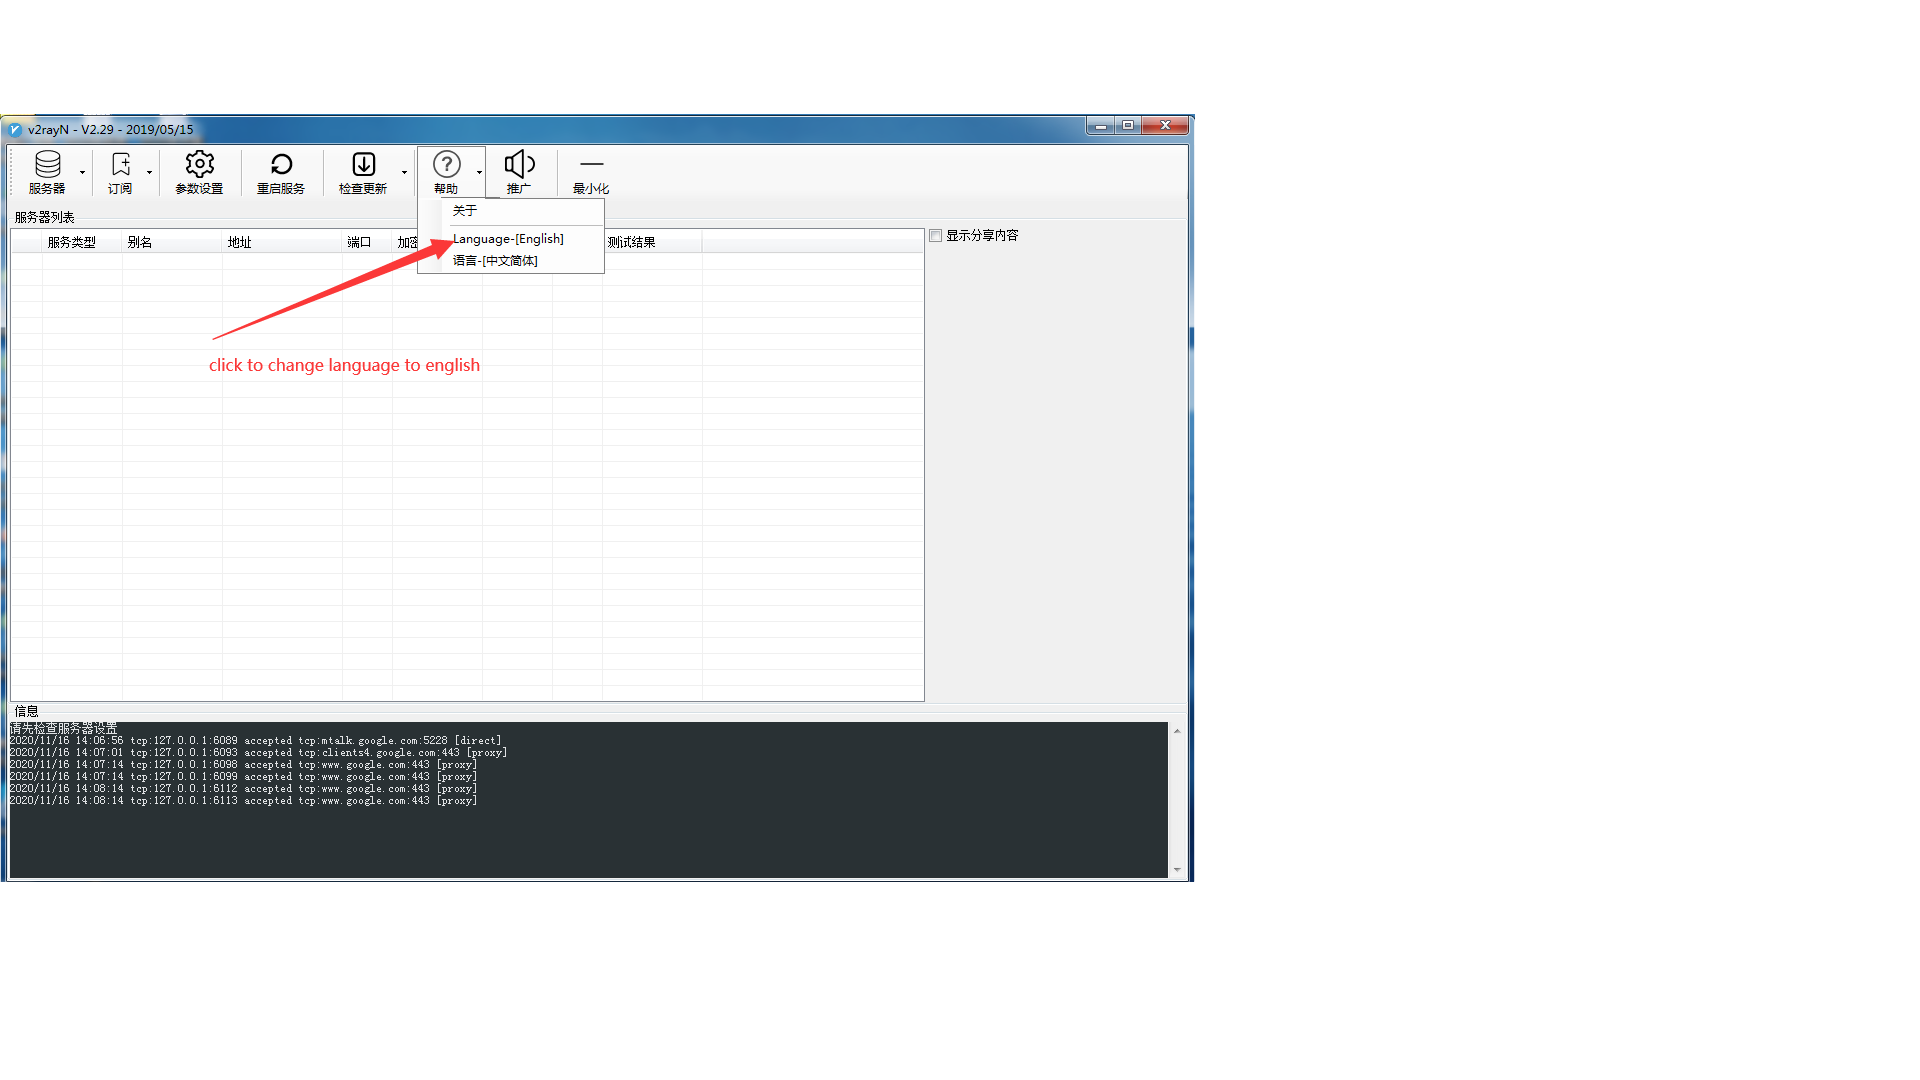 v2rayN - V2.29 - 2019/05/15
服务器
订阅
参数设置
重启服务
检查更新
帮助
推广
最小化
关于
Language-[English]
语言-[中文简体]
服务器列表
服务类型 别名 地址 端口 测试结果
显示分享内容
click to change language to english
信息
请先检查服务器设置
2020/11/16 14:06:56 tcp:127.0.0.1:6089 accepted tcp:mtalk.google.com:5228 [direct]
2020/11/16 14:07:01 tcp:127.0.0.1:6093 accepted tcp:clients4.google.com:443 [proxy]
2020/11/16 14:07:14 tcp:127.0.0.1:6098 accepted tcp:www.google.com:443 [proxy]
2020/11/16 14:07:14 tcp:127.0.0.1:6099 accepted tcp:www.google.com:443 [proxy]
2020/11/16 14:08:14 tcp:127.0.0.1:6112 accepted tcp:www.google.com:443 [proxy]
2020/11/16 14:08:14 tcp:127.0.0.1:6113 accepted tcp:www.google.com:443 [proxy]